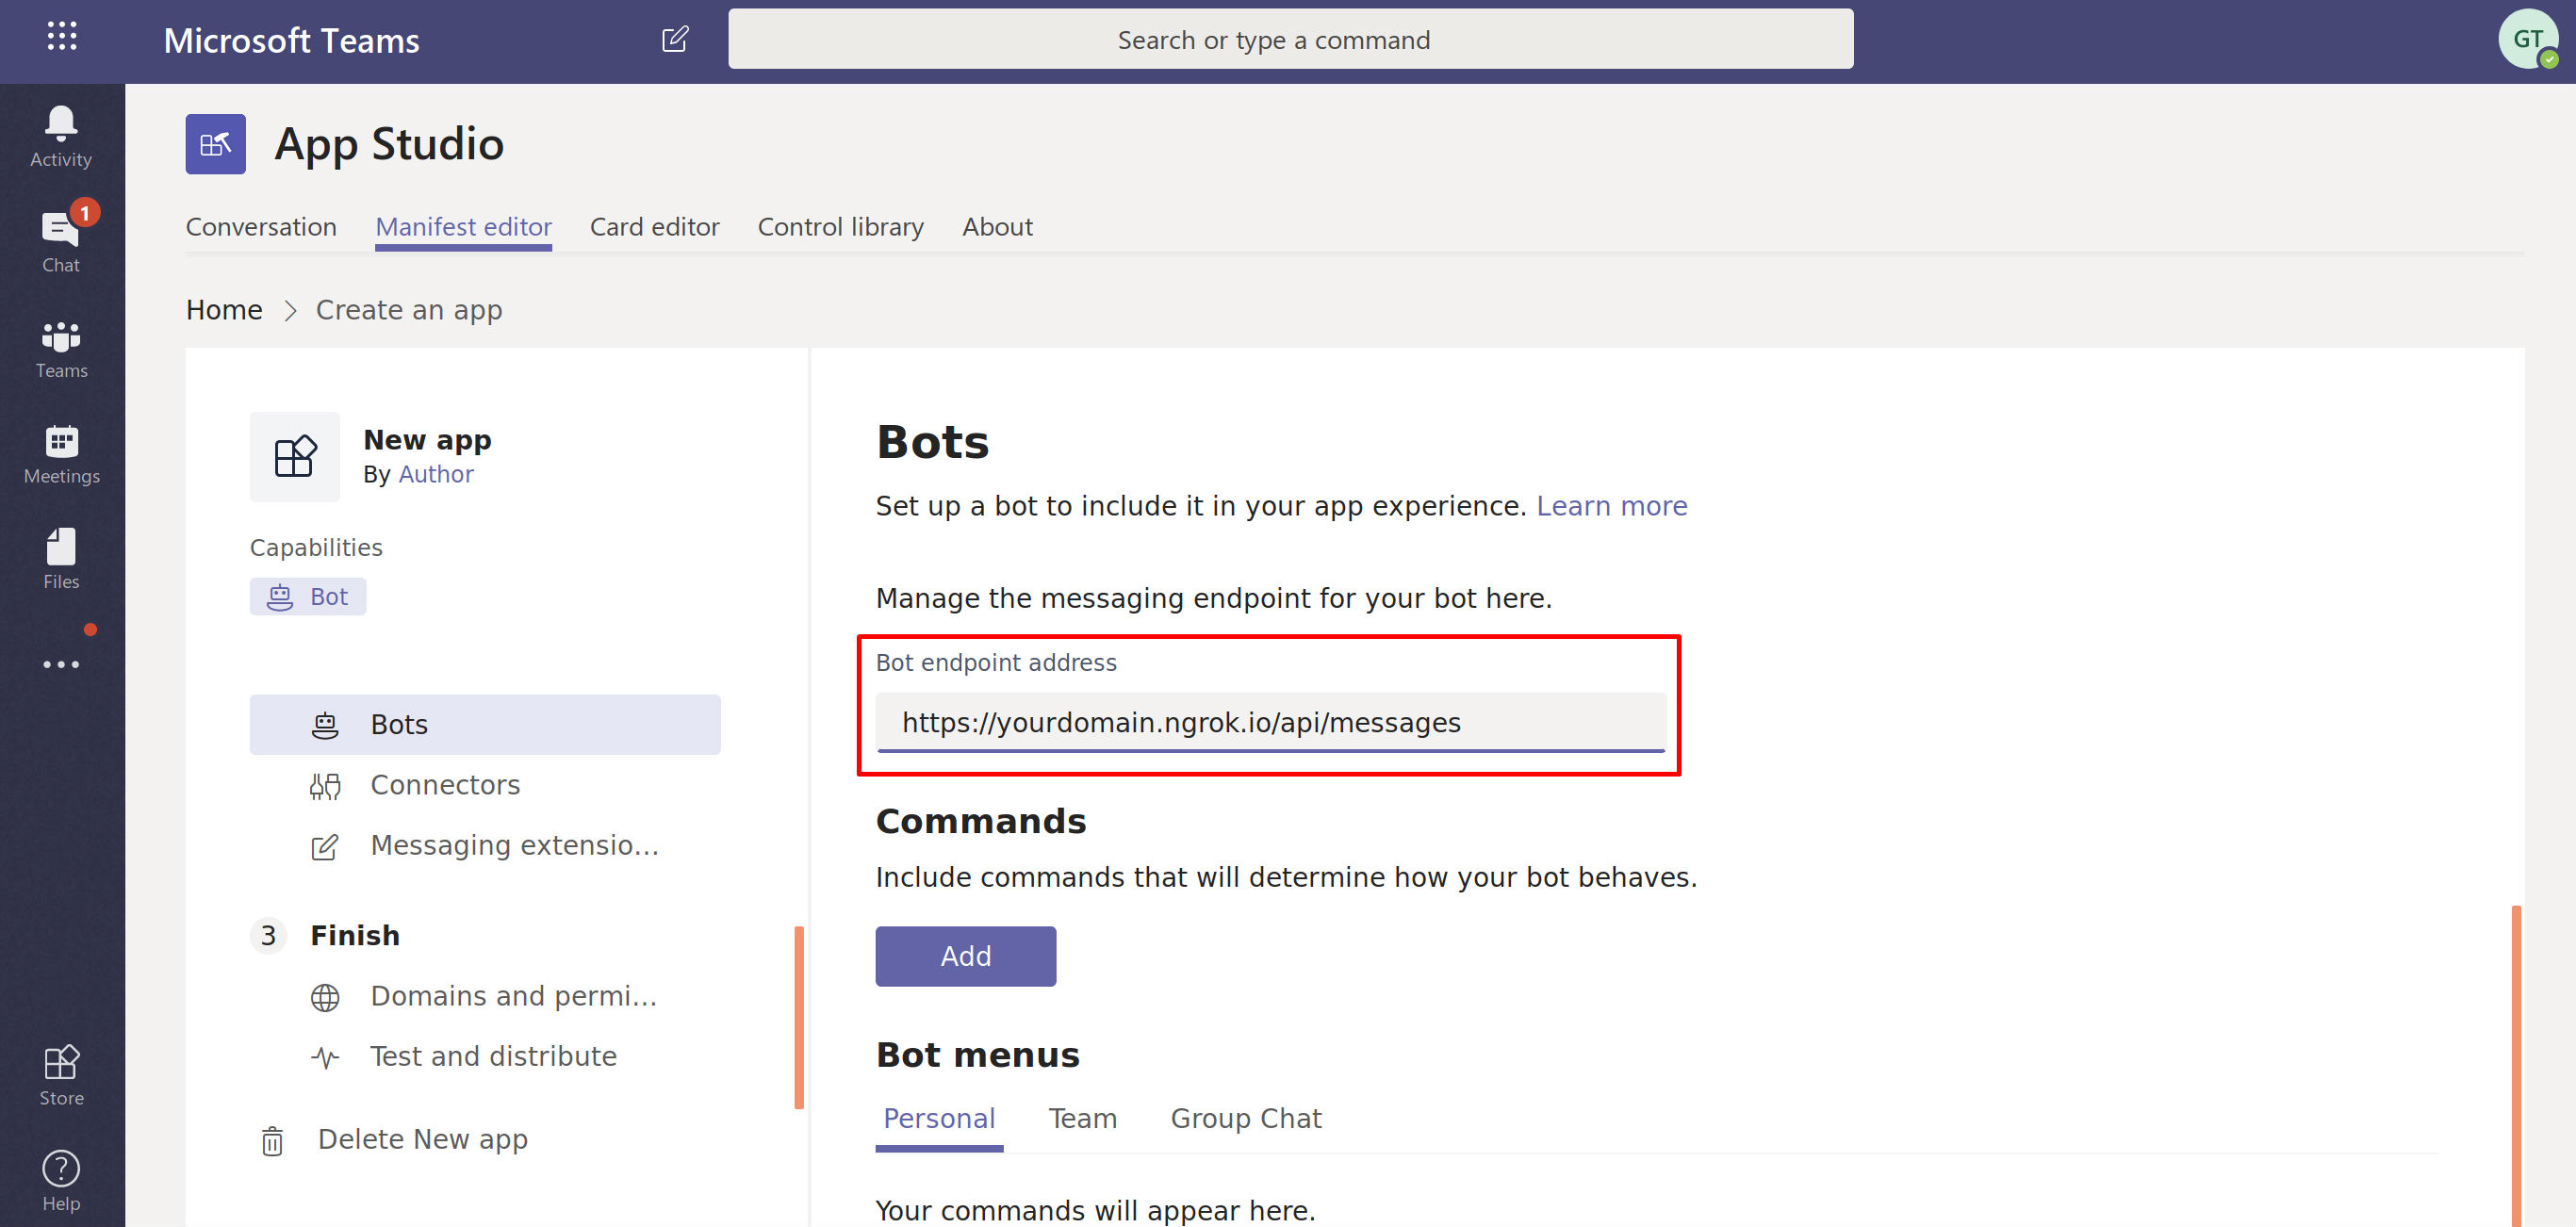 Microsoft Teams
Search or type a command
GT
Activity
1
Chat
Teams
Meetings
Files
Store
Help
App Studio
Conversation Manifest editor Card editor Control library About
Home > Create an app
New app
By Author
Capabilities
Bot
Bots
Connectors
Messaging extensio...
3 Finish
Domains and permi...
Test and distribute
Delete New app
Bots
Set up a bot to include it in your app experience. Learn more
Manage the messaging endpoint for your bot here.
Bot endpoint address
https://yourdomain.ngrok.io/api/messages
Commands
Include commands that will determine how your bot behaves.
Add
Bot menus
Personal Team Group Chat
Your commands will appear here.